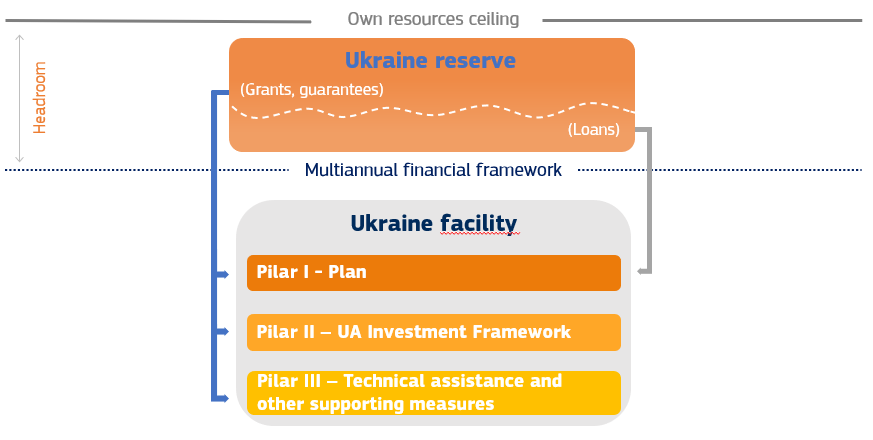 Own resources ceiling
Headroom
Ukraine reserve
(Grants, guarantees)
(Loans)
Multiannual financial framework
Ukraine facility
Pilar I - Plan
Pilar II – UA Investment Framework
Pilar III – Technical assistance and
other supporting measures